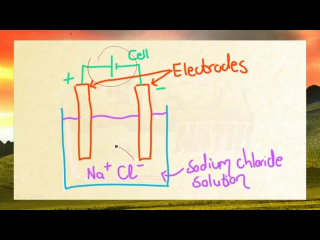 Cell
+
−
Electrodes
Na⁺ Cl⁻
Sodium chloride
solution